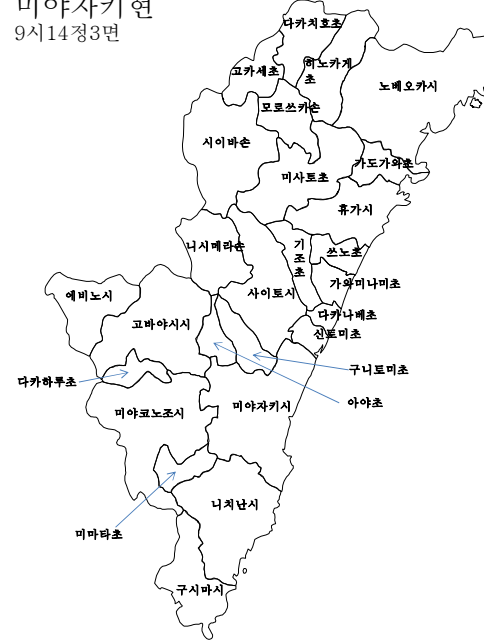 미야자키 현
9시14정3면
다카치호초
히노카게
초
고카세초
노베오카시
모로쓰카손
시이바손
카도가와초
미사토초
휴가시
니시메라손
기
조
초
쓰노초
에비노시
사이토시
가와미나미초
고바야시시
다카나베초
신토미초
구니토미초
다카하루초
아야초
미야코노조시
미야자키시
니치난시
미마타초
구시마시